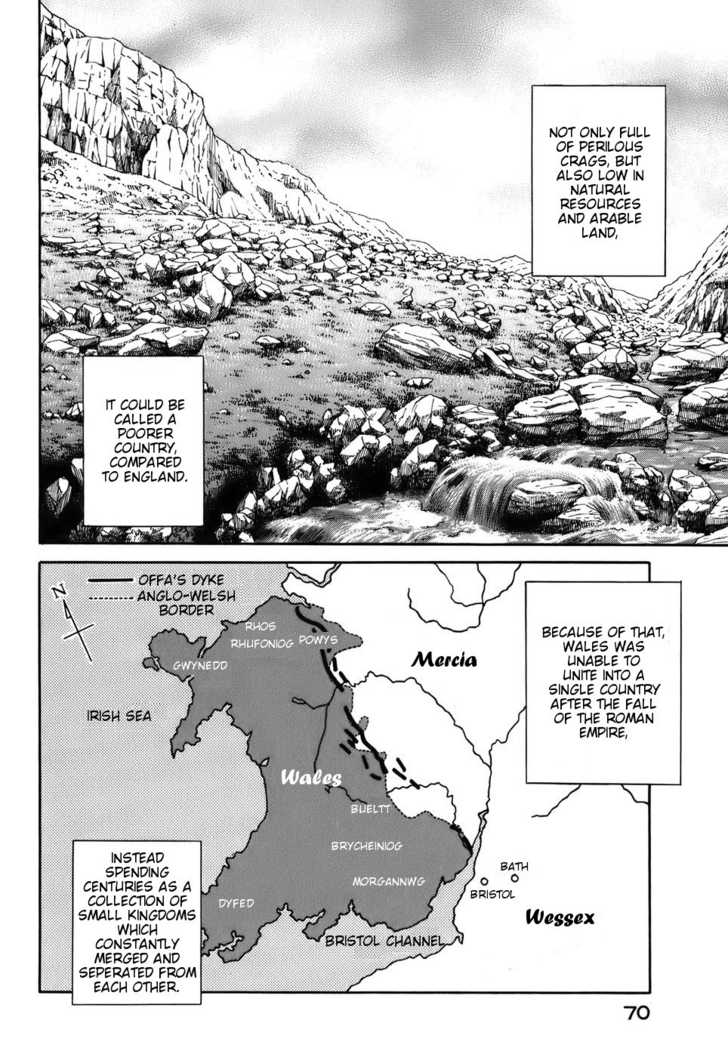 NOT ONLY FULL
OF PERILOUS
CRAGS, BUT
ALSO LOW IN
NATURAL
RESOURCES
AND ARABLE
LAND,
IT COULD BE
CALLED A
POORER
COUNTRY,
COMPARED
TO ENGLAND.
OFFA'S DYKE
ANGLO-WELSH
BORDER
N
RHOS
RHUFONIOG
POWYS
GWYNEDD
Mercia
IRISH SEA
BECAUSE OF THAT,
WALES WAS
UNABLE TO
UNITE INTO A
SINGLE COUNTRY
AFTER THE FALL
OF THE ROMAN
EMPIRE,
Wales
BUELTT
BRYCHEINIOG
MORGANNWG
DYFED
BATH
BRISTOL
Wessex
BRISTOL CHANNEL
INSTEAD
SPENDING
CENTURIES AS A
COLLECTION OF
SMALL KINGDOMS
WHICH
CONSTANTLY
MERGED AND
SEPERATED FROM
EACH OTHER.
70